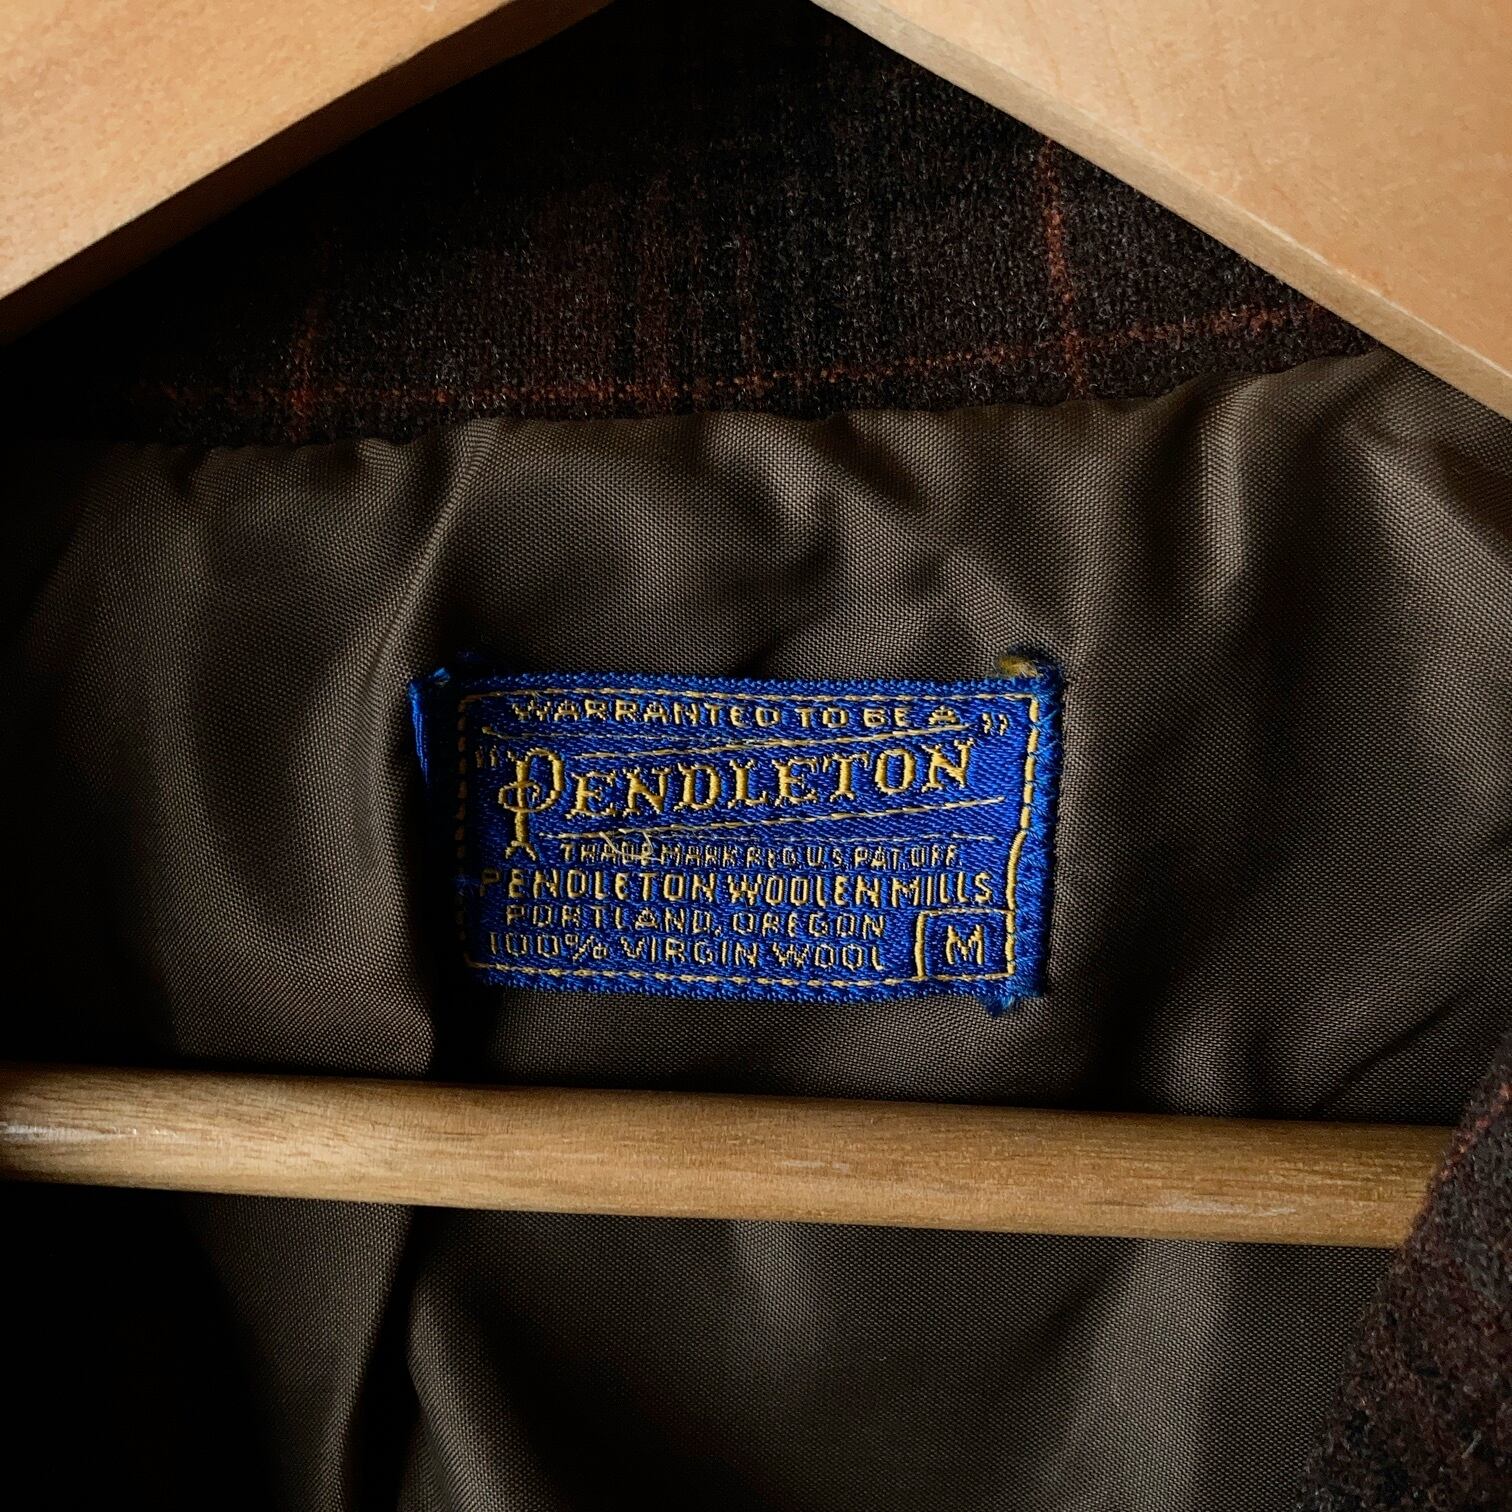 WARRANTED TO BE A
"PENDLETON"
TRADE MARK REG. U.S. PAT. OFF.
PENDLETON WOOLEN MILLS
PORTLAND, OREGON
100% VIRGIN WOOL
M